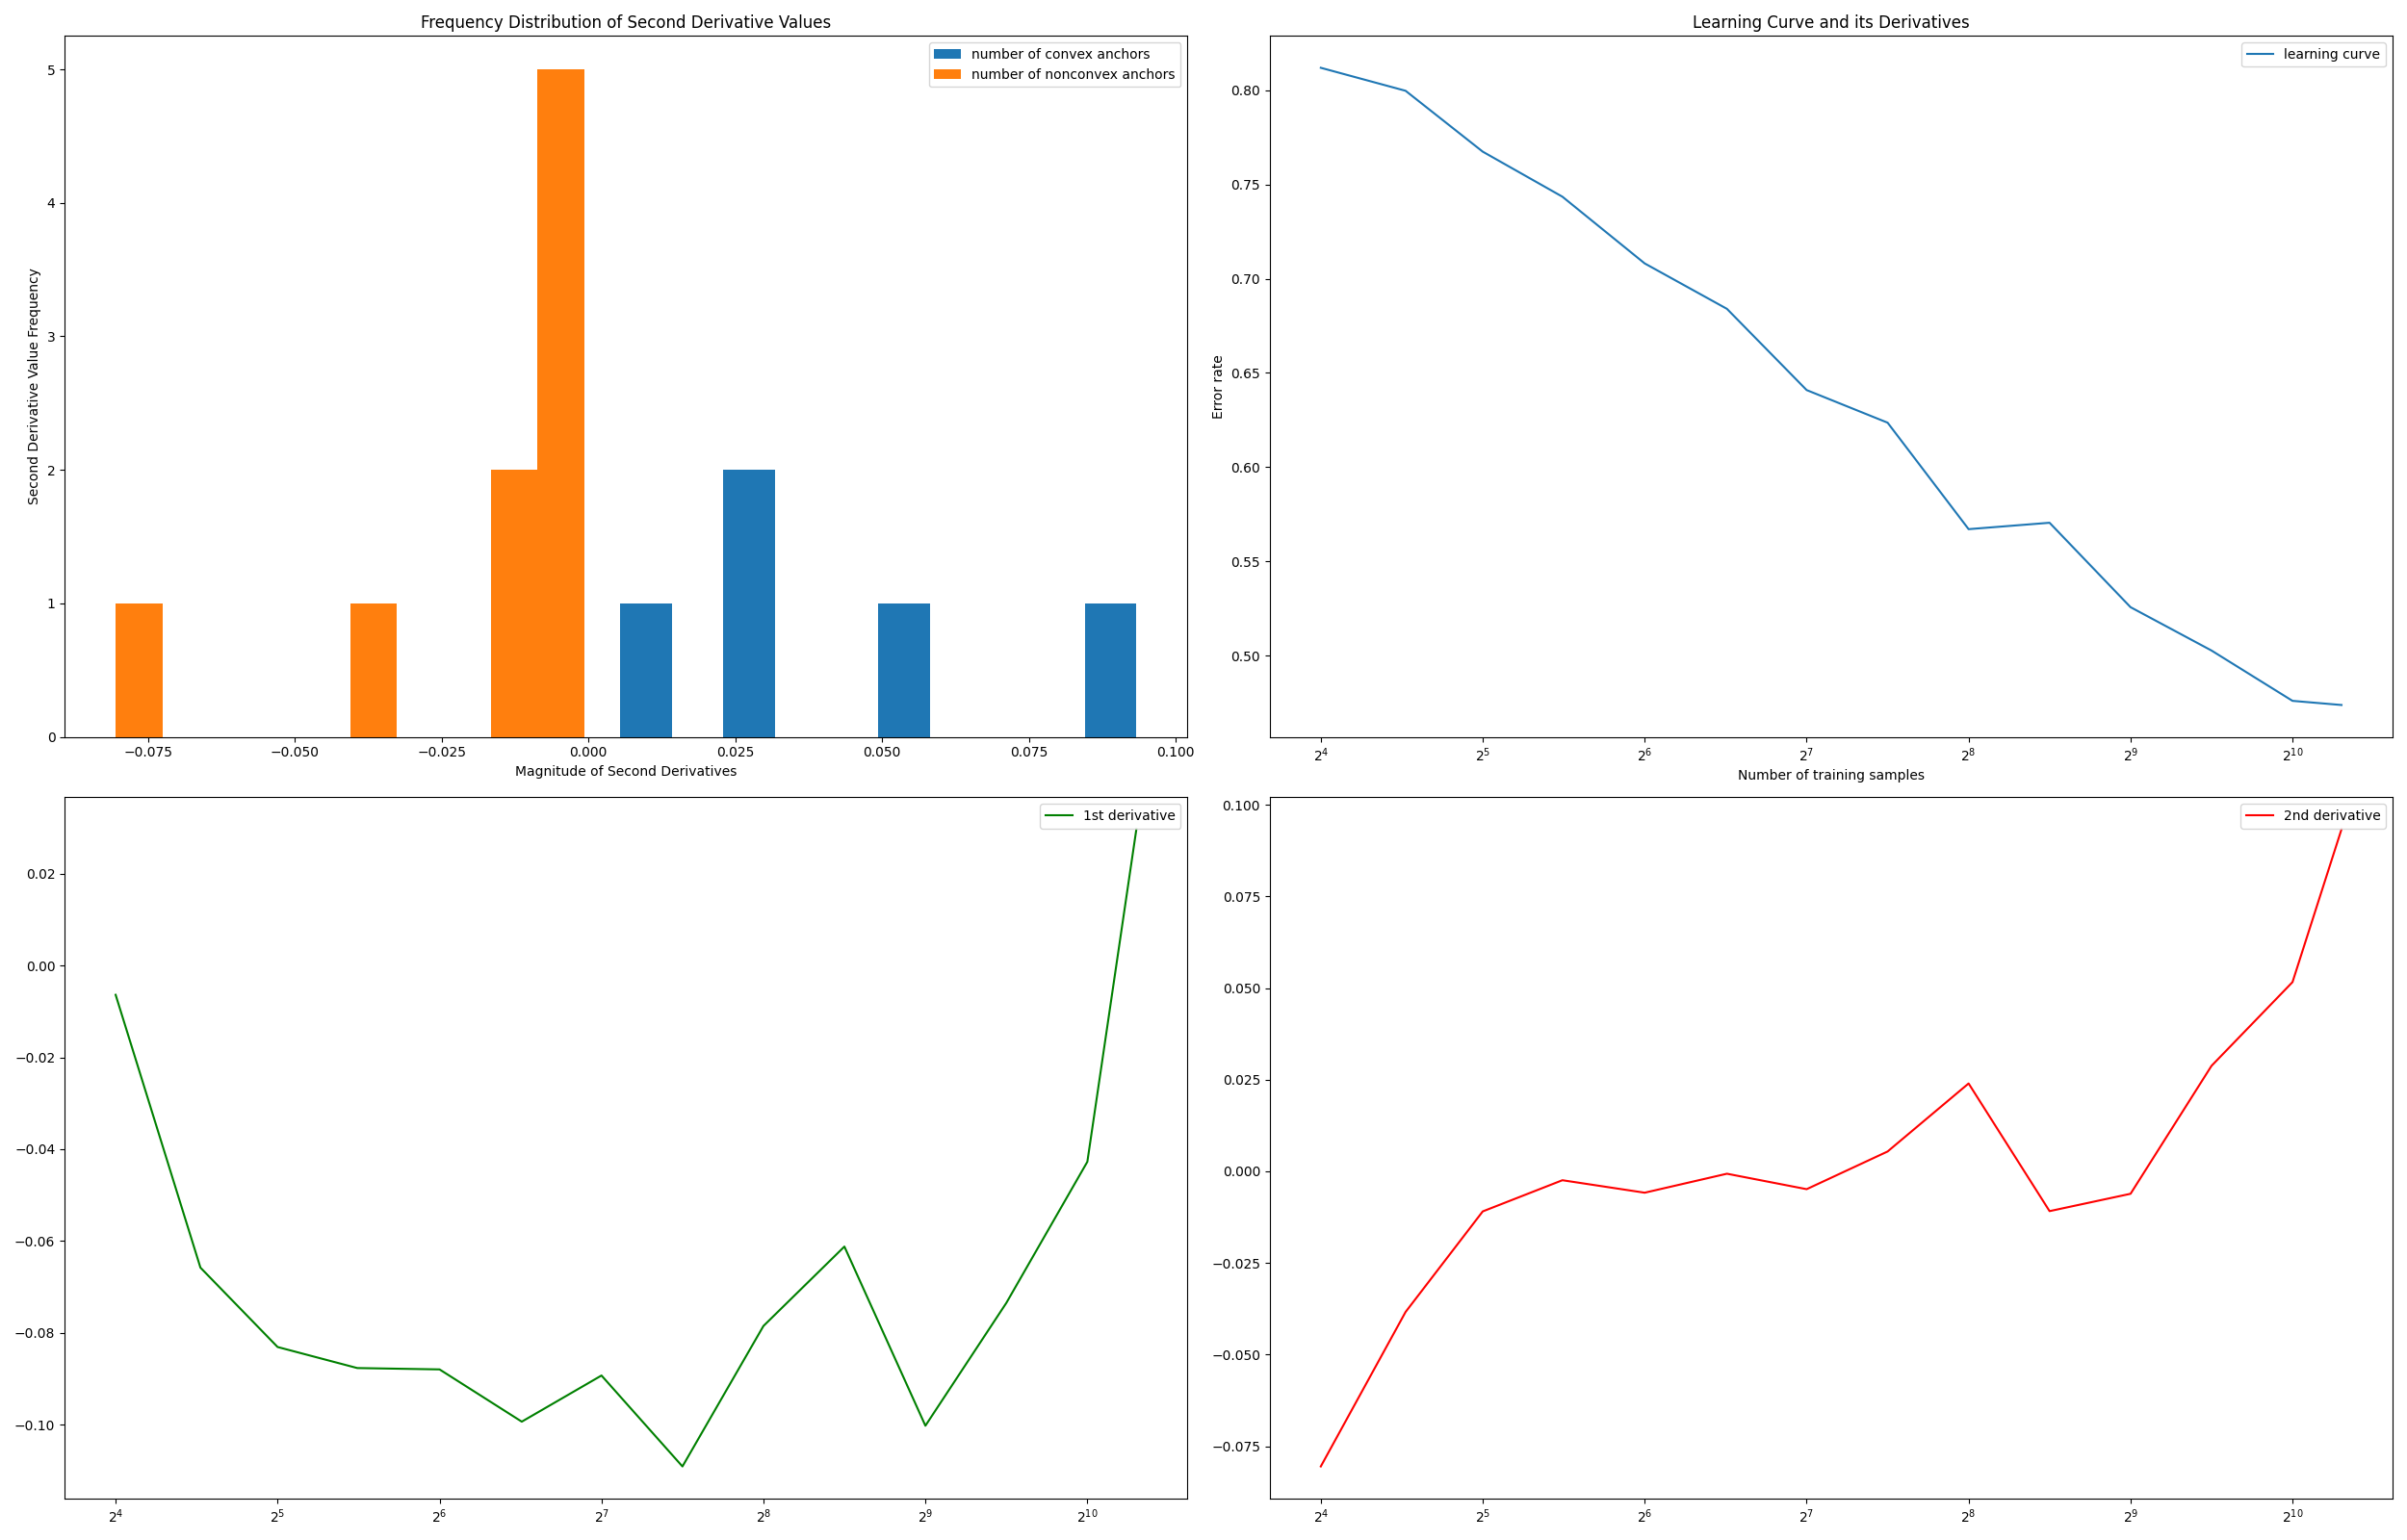 Frequency Distribution of Second Derivative Values
number of convex anchors
number of nonconvex anchors
Second Derivative Value Frequency
5
4
3
2
1
0
−0.075 −0.050 −0.025 0.000 0.025 0.050 0.075 0.100
Magnitude of Second Derivatives
Learning Curve and its Derivatives
learning curve
Error rate
0.80
0.75
0.70
0.65
0.60
0.55
0.50
2⁴ 2⁵ 2⁶ 2⁷ 2⁸ 2⁹ 2¹⁰
Number of training samples
1st derivative
0.02
0.00
−0.02
−0.04
−0.06
−0.08
−0.10
2⁴ 2⁵ 2⁶ 2⁷ 2⁸ 2⁹ 2¹⁰
2nd derivative
0.100
0.075
0.050
0.025
0.000
−0.025
−0.050
−0.075
2⁴ 2⁵ 2�6 2⁷ 2⁸ 2⁹ 2¹⁰